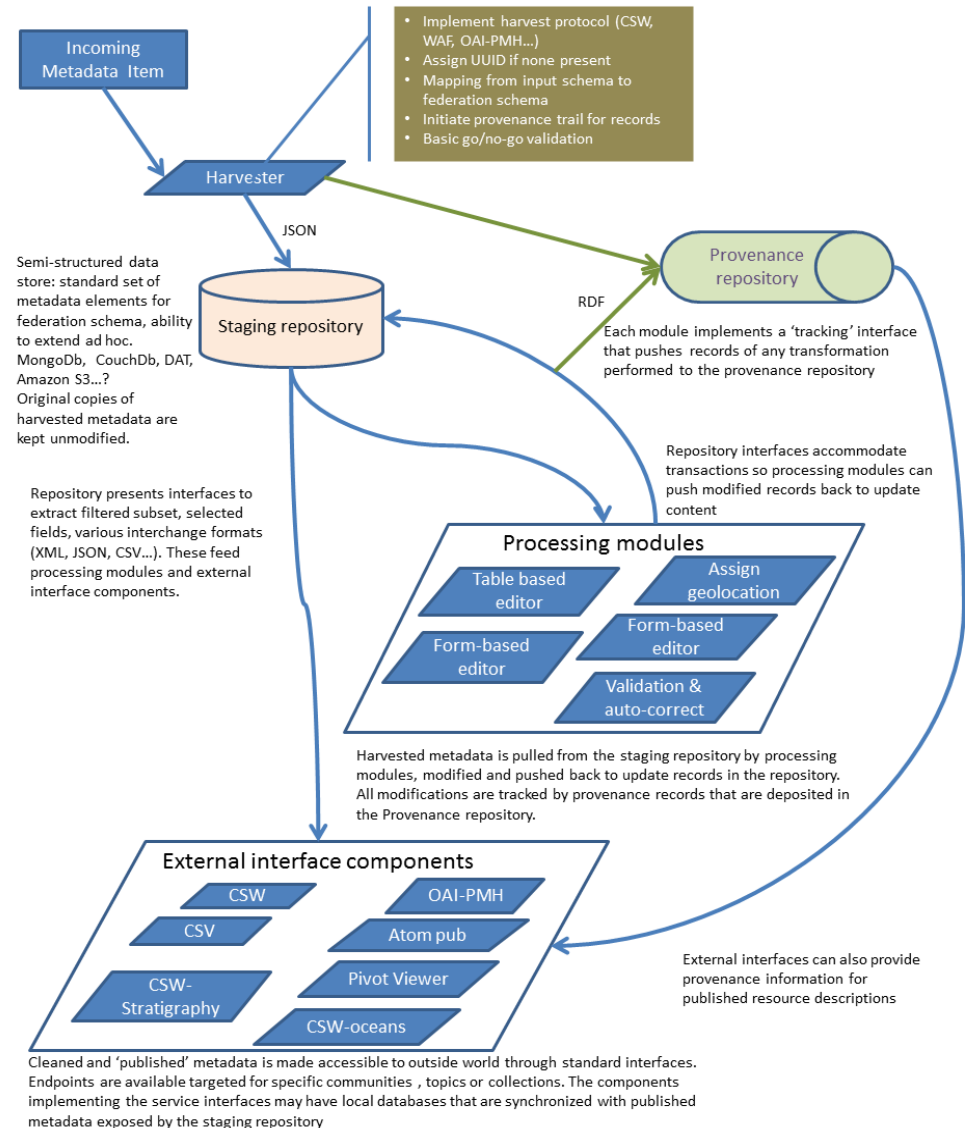 Incoming
Metadata Item
• Implement harvest protocol (CSW,
WAF, OAI-PMH...)
• Assign UUID if none present
• Mapping from input schema to
federation schema
• Initiate provenance trail for records
• Basic go/no-go validation
Harvester
JSON
Semi-structured data
store: standard set of
metadata elements for
federation schema, ability
to extend ad hoc.
MongoDb, CouchDb, DAT,
Amazon S3...?
Original copies of
harvested metadata are
kept unmodified.
Staging repository
Provenance
repository
RDF
Each module implements a ‘tracking’ interface
that pushes records of any transformation
performed to the provenance repository
Repository interfaces accommodate
transactions so processing modules can
push modified records back to update
content
Repository presents interfaces to
extract filtered subset, selected
fields, various interchange formats
(XML, JSON, CSV...). These feed
processing modules and external
interface components.
Processing modules
Table based
editor
Assign
geolocation
Form-based
editor
Form-based
editor
Validation &
auto-correct
Harvested metadata is pulled from the staging repository by processing
modules, modified and pushed back to update records in the repository.
All modifications are tracked by provenance records that are deposited in
the Provenance repository.
External interface components
CSW
OAI-PMH
CSV
Atom pub
CSW-
Stratigraphy
Pivot Viewer
CSW-oceans
External interfaces can also provide
provenance information for
published resource descriptions
Cleaned and ‘published’ metadata is made accessible to outside world through standard interfaces.
Endpoints are available targeted for specific communities , topics or collections. The components
implementing the service interfaces may have local databases that are synchronized with published
metadata exposed by the staging repository